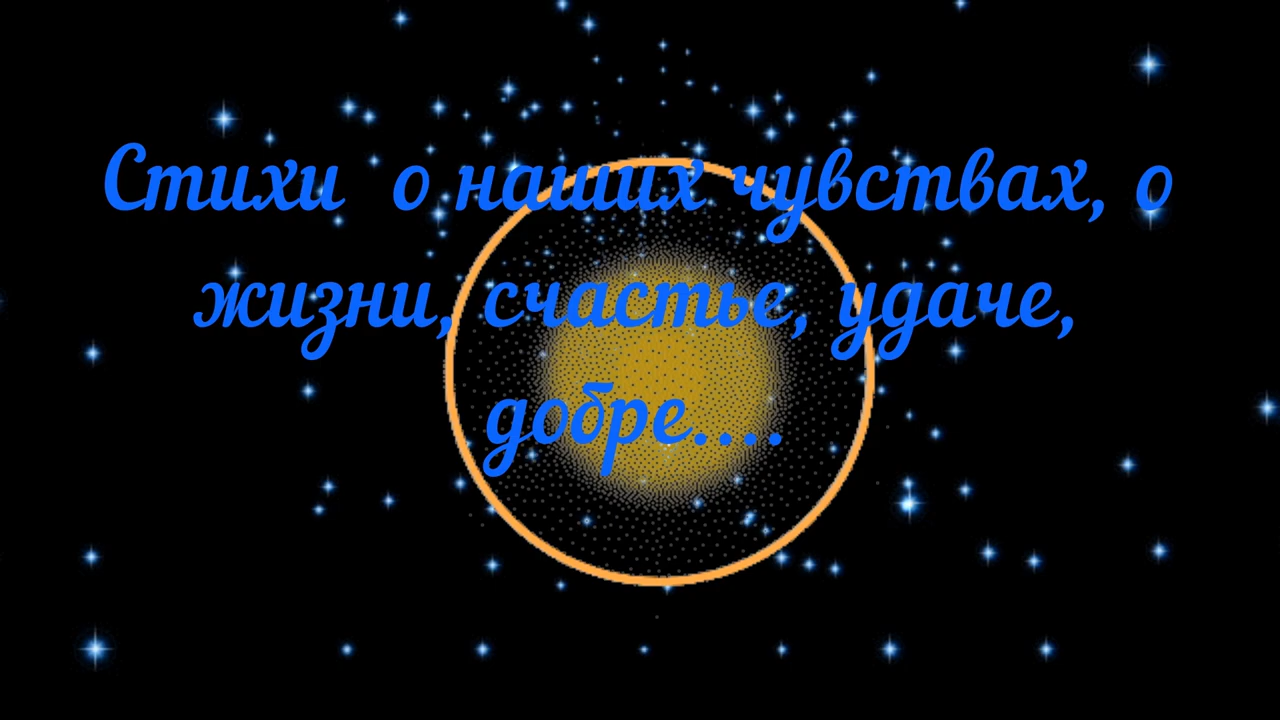 Стихи  о наших чувствах, о
жизни, счастье, удаче,
добре....